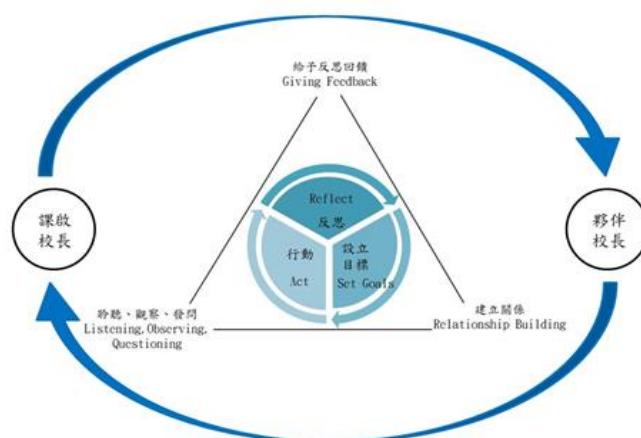 給予反思回饋
Giving Feedback
課啟
校長
夥伴
校長
Reflect
反思
行動
Act
設立
目標
Set Goals
聆聽、觀察、發問
Listening,Observing,
Questioning
建立關係
Relationship Building